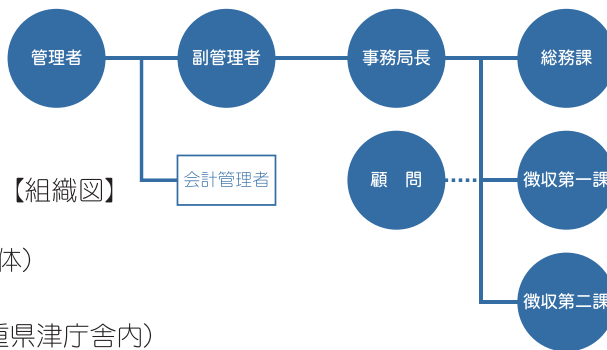 管理者 副管理者 事務局長 総務課
会計管理者
顧 問 徴収第一課
【組織図】
体）
徴収第二課
重県津庁舎内）